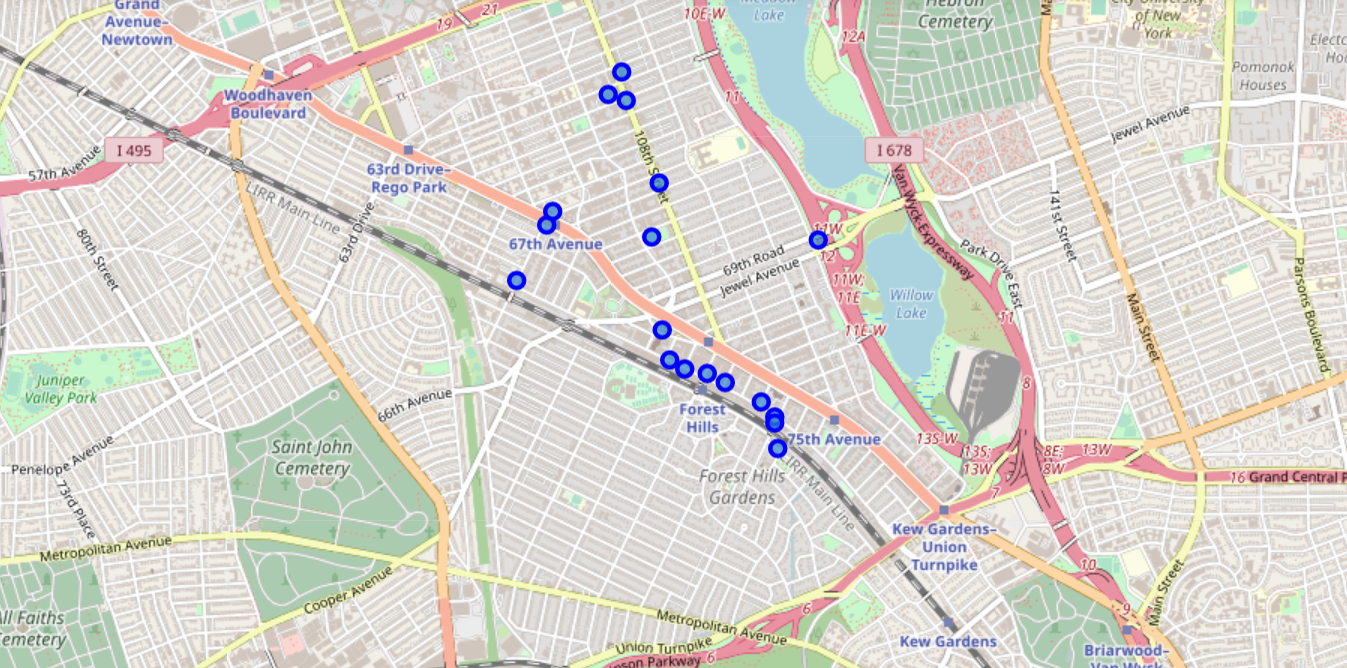 Grand
Avenue–
Newtown
19
21
10E-W
Meadow
Lake
12A
Hebron
Cemetery
City University
of New
York
Pomonok
Houses
Woodhaven
Boulevard
11
Jewel Avenue
I 495
57th Avenue
63rd Drive–
Rego Park
108th Street
I 678
Van Wyck Expressway
141st Street
LIRR Main Line
63rd Drive
80th Street
67th Avenue
69th Road
Jewel Avenue
11W
12
11W;
11E
11E-W
Park Drive East
11
Willow
Lake
Main Street
Parsons Boulevard
Juniper
Valley Park
66th Avenue
Forest
Hills
75th Avenue
8
13S-W
13S;
13W
8E;
8W
13W
16
Grand Central P
7
Penelope Avenue
73rd Place
Saint John
Cemetery
Forest Hills
Gardens
LIRR Main Line
Kew Gardens–
Union
Turnpike
Metropolitan Avenue
Cooper Avenue
10
9
Main Street
All Faiths
Cemetery
6
Metropolitan Avenue
Union Turnpike
6
Kew Gardens
Briarwood–
Van Wyck